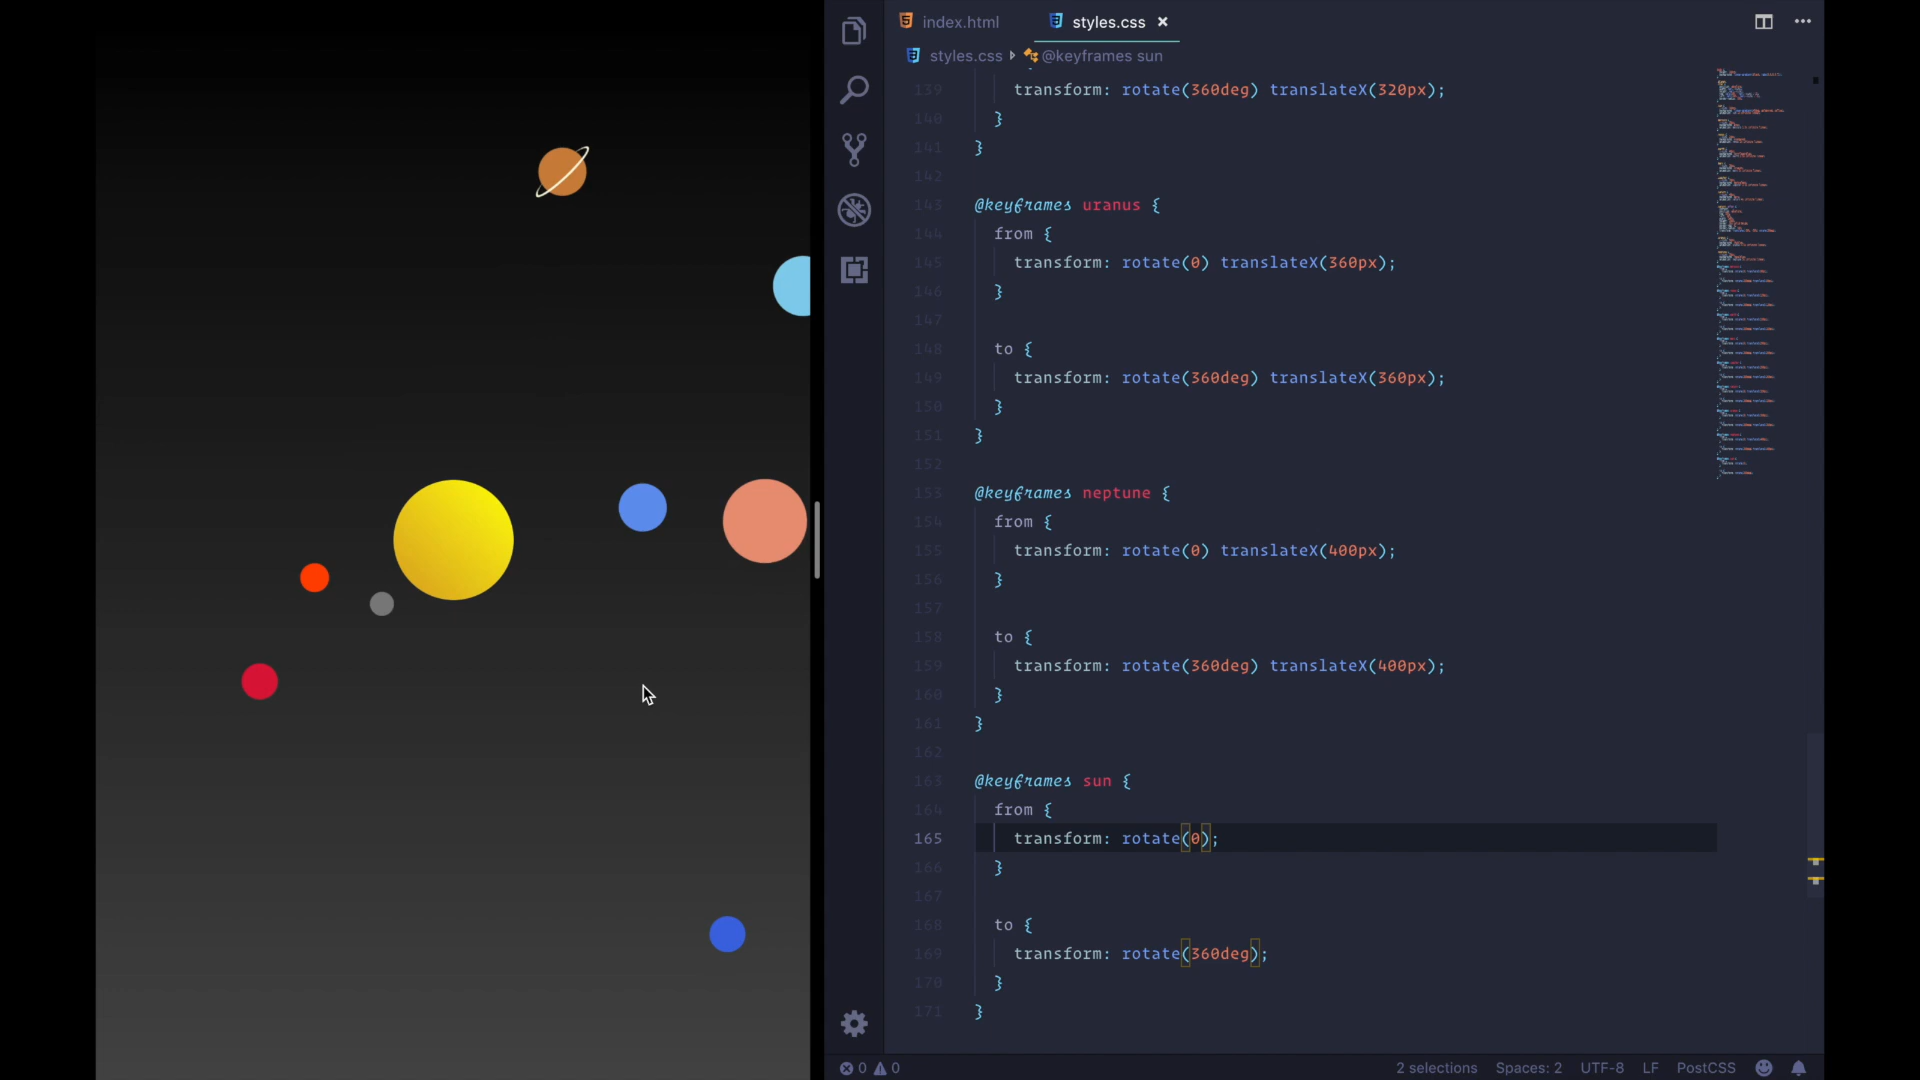 index.html
styles.css
styles.css @keyframes sun
139 transform: rotate(360deg) translateX(320px);
140 }
141 }
142
143 @keyframes uranus {
144 from {
145 transform: rotate(0) translateX(360px);
146 }
147
148 to {
149 transform: rotate(360deg) translateX(360px);
150 }
151 }
152
153 @keyframes neptune {
154 from {
155 transform: rotate(0) translateX(400px);
156 }
157
158 to {
159 transform: rotate(360deg) translateX(400px);
160 }
161 }
162
163 @keyframes sun {
164 from {
165 transform: rotate(0);
166 }
167
168 to {
169 transform: rotate(360deg);
170 }
171 }
0 0 2 selections Spaces: 2 UTF-8 LF PostCSS